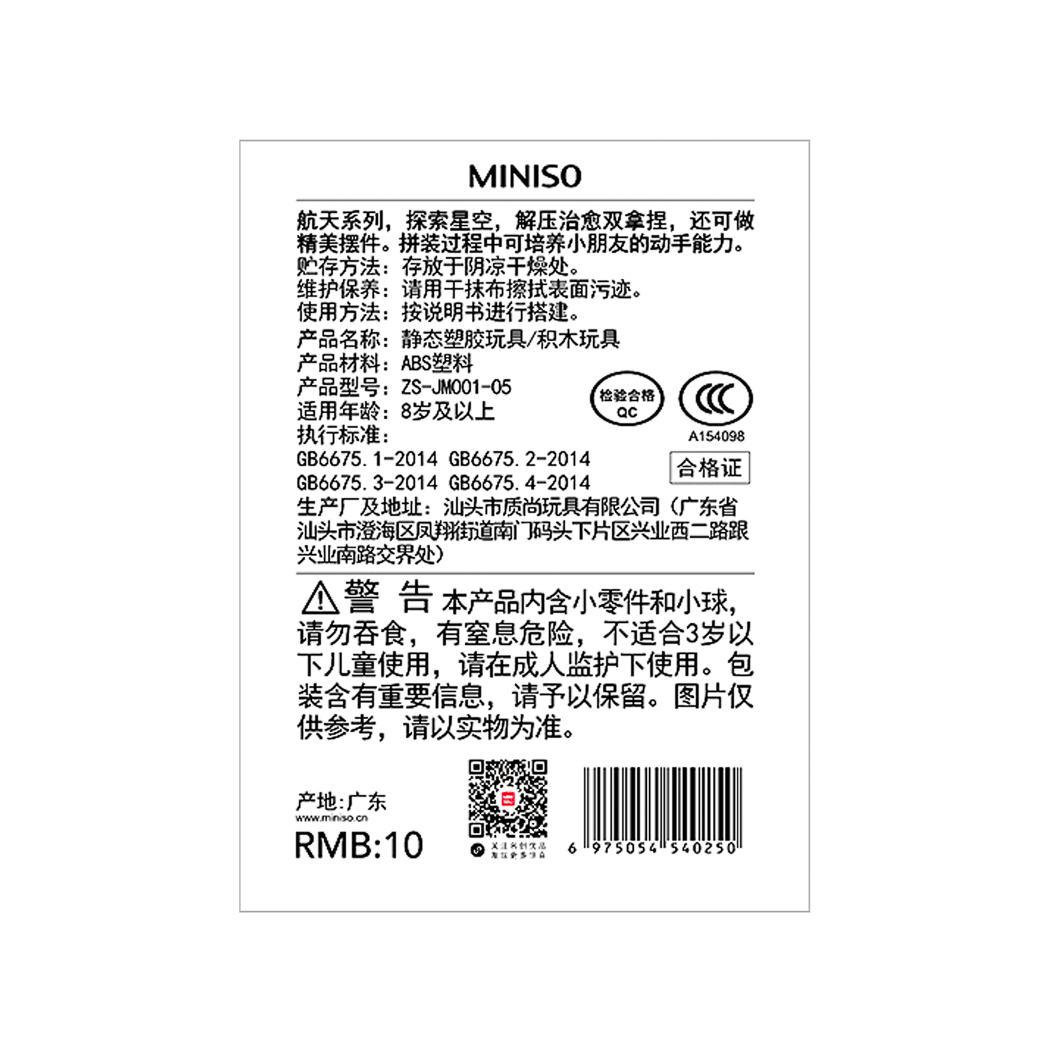 MINISO
航天系列，探索星空，解压治愈双拿捏，还可做
精美摆件。拼装过程中可培养小朋友的动手能力。
贮存方法：存放于阴凉干燥处。
维护保养：请用干抹布擦拭表面污迹。
使用方法：按说明书进行搭建。
产品名称：静态塑胶玩具/积木玩具
产品材料：ABS塑料
产品型号：ZS-JM001-05
适用年龄：8岁及以上
检验合格
QC
A154098
执行标准：
GB6675.1-2014 GB6675.2-2014
GB6675.3-2014 GB6675.4-2014
合格证
生产厂及地址：汕头市质尚玩具有限公司（广东省
汕头市澄海区凤翔街道南门码头下片区兴业西二路跟
兴业南路交界处）
警 告 本产品内含小零件和小球，
请勿吞食，有窒息危险，不适合3岁以
下儿童使用，请在成人监护下使用。包
装含有重要信息，请予以保留。图片仅
供参考，请以实物为准。
产地:广东
www.miniso.cn
RMB:10
关注名创优品
6 975054 540250